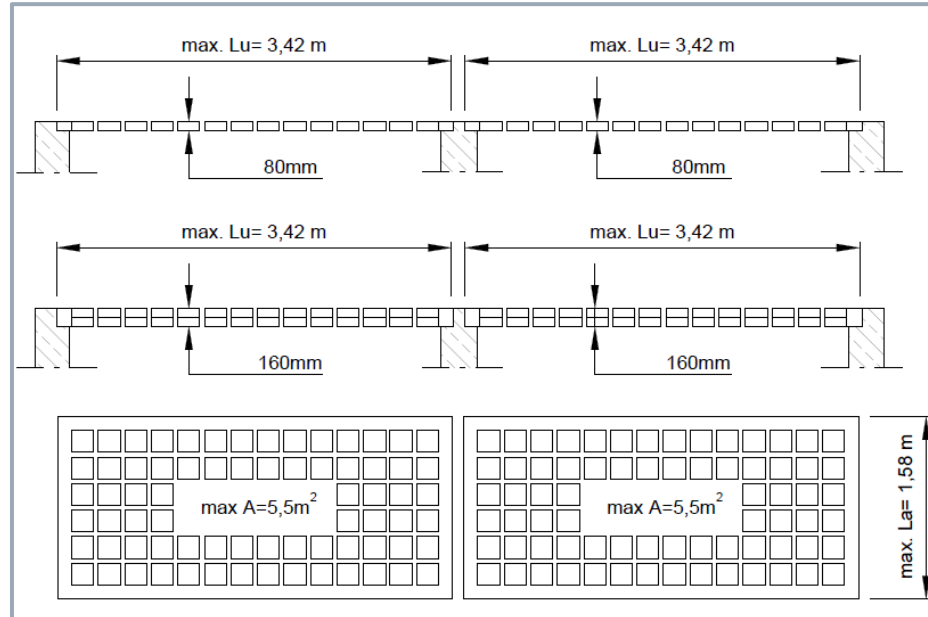 max. Lu= 3,42 m max. Lu= 3,42 m
80mm 80mm
max. Lu= 3,42 m max. Lu= 3,42 m
160mm 160mm
max A=5,5m² max A=5,5m²
max. La= 1,58 m